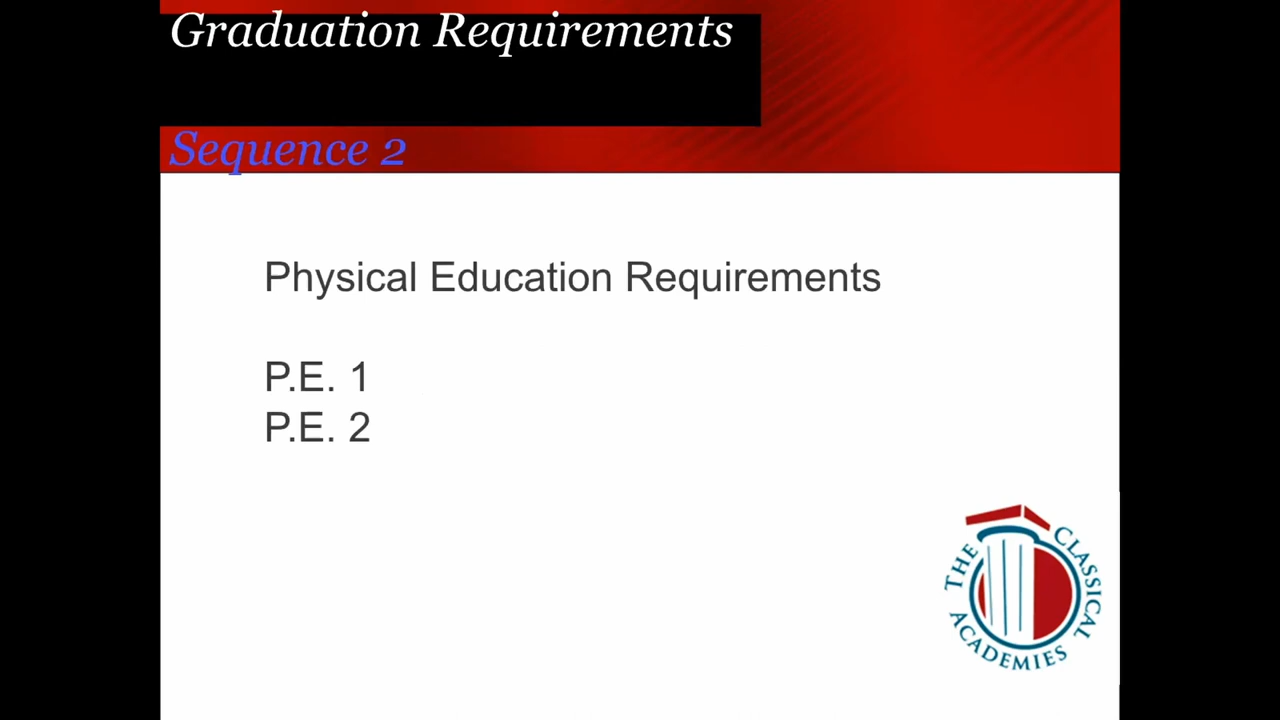 Graduation Requirements
Sequence 2
Physical Education Requirements
P.E. 1
P.E. 2
THE CLASSICAL
ACADEMIES